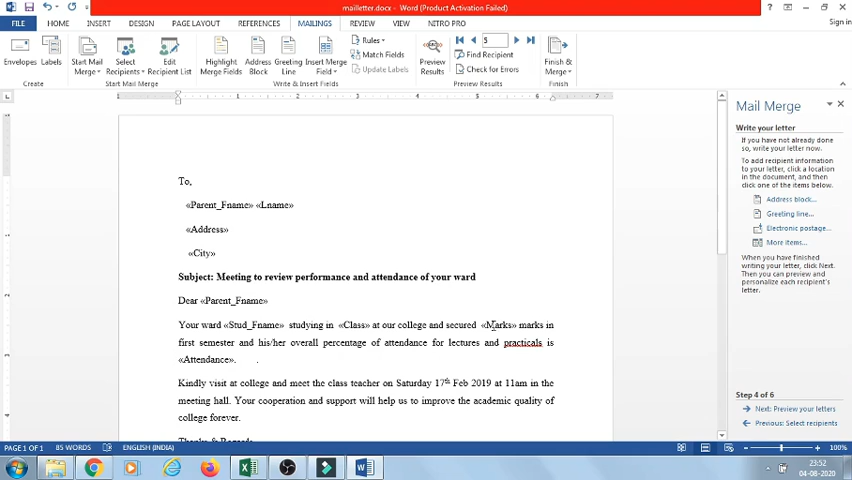 mailletter.docx - Word (Product Activation Failed)
FILE HOME INSERT DESIGN PAGE LAYOUT REFERENCES MAILINGS REVIEW VIEW NITRO PRO Sign in
Envelopes Labels Start Mail Merge Select Recipients Edit Recipient List Highlight Merge Fields Address Block Greeting Line Insert Merge Field Rules Match Fields Update Labels Preview Results 5 Find Recipient Check for Errors Finish & Merge
Create Start Mail Merge Write & Insert Fields Preview Results Finish
1 1 2 3 4 5 6 7
To,
«Parent_Fname» «Lname»
«Address»
«City»
Subject: Meeting to review performance and attendance of your ward
Dear «Parent_Fname»
Your ward «Stud_Fname» studying in «Class» at our college and secured «Marks» marks in
first semester and his/her overall percentage of attendance for lectures and practicals is
«Attendance». .
Kindly visit at college and meet the class teacher on Saturday 17th Feb 2019 at 11am in the
meeting hall. Your cooperation and support will help us to improve the academic quality of
college forever.
Thanks & Regards
Mail Merge
Write your letter
If you have not already done
so, write your letter now.
To add recipient information
to your letter, click a location
in the document, and then
click one of the items below.
Address block...
Greeting line...
Electronic postage...
More items...
When you have finished
writing your letter, click Next.
Then you can preview and
personalize each recipient's
letter.
Step 4 of 6
Next: Preview your letters
Previous: Select recipients
PAGE 1 OF 1 85 WORDS ENGLISH (INDIA) 100%
23:52
04-08-2020